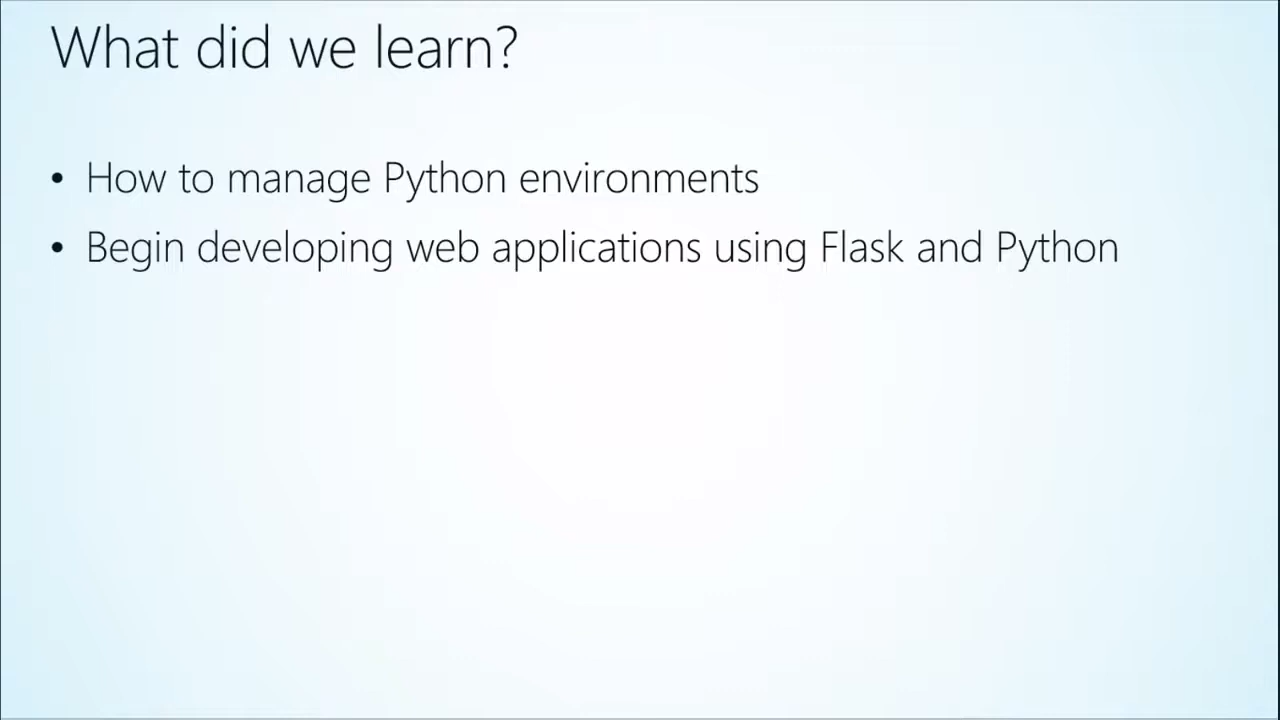 What did we learn?
• How to manage Python environments
• Begin developing web applications using Flask and Python